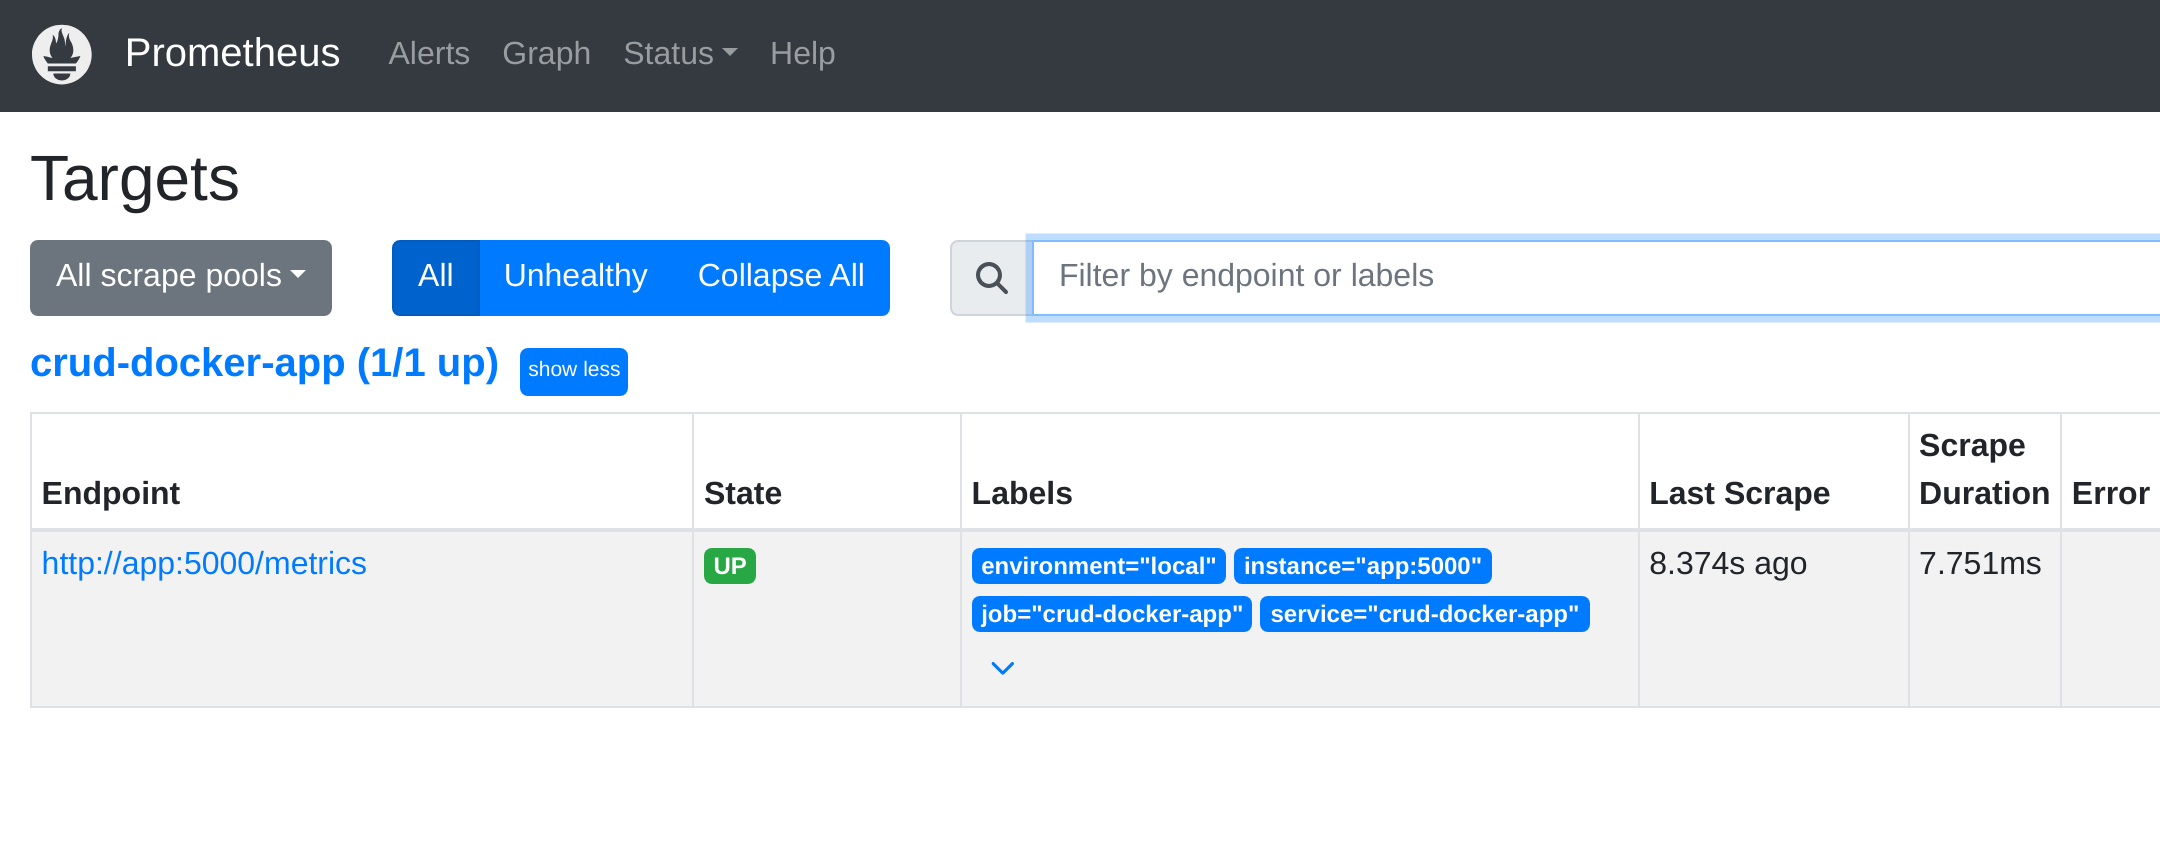 Prometheus Alerts Graph Status Help
Targets
All scrape pools All Unhealthy Collapse All Filter by endpoint or labels
crud-docker-app (1/1 up) show less
Endpoint State Labels Last Scrape Scrape Duration Error
http://app:5000/metrics UP environment="local" instance="app:5000" 8.374s ago 7.751ms
job="crud-docker-app" service="crud-docker-app"